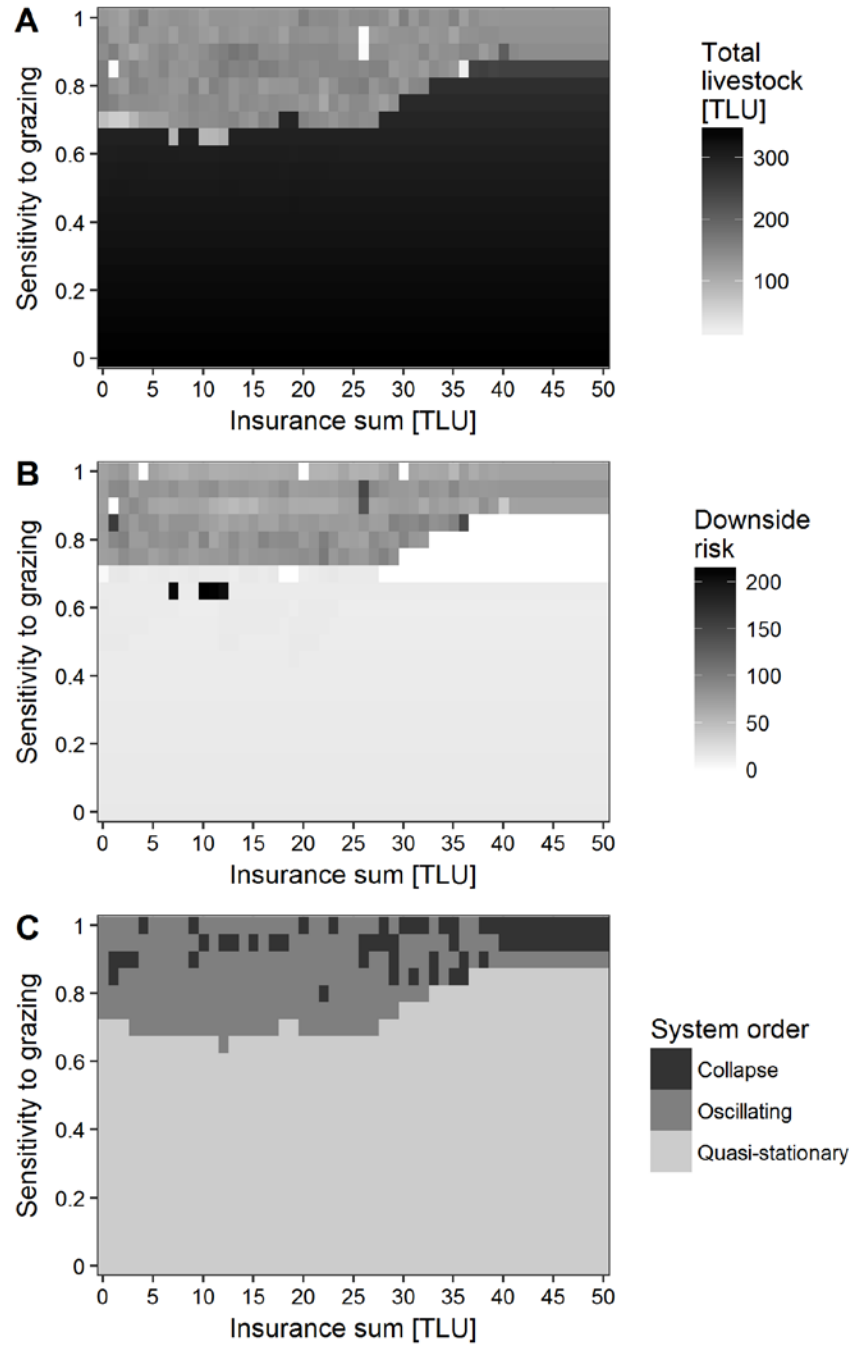 A
1
0.8
0.6
0.4
0.2
0
Sensitivity to grazing
0 5 10 15 20 25 30 35 40 45 50
Insurance sum [TLU]
Total
livestock
[TLU]
300
200
100
B
1
0.8
0.6
0.4
0.2
0
Sensitivity to grazing
0 5 10 15 20 25 30 35 40 45 50
Insurance sum [TLU]
Downside
risk
200
150
100
50
0
C
1
0.8
0.6
0.4
0.2
0
Sensitivity to grazing
0 5 10 15 20 25 30 35 40 45 50
Insurance sum [TLU]
System order
Collapse
Oscillating
Quasi-stationary